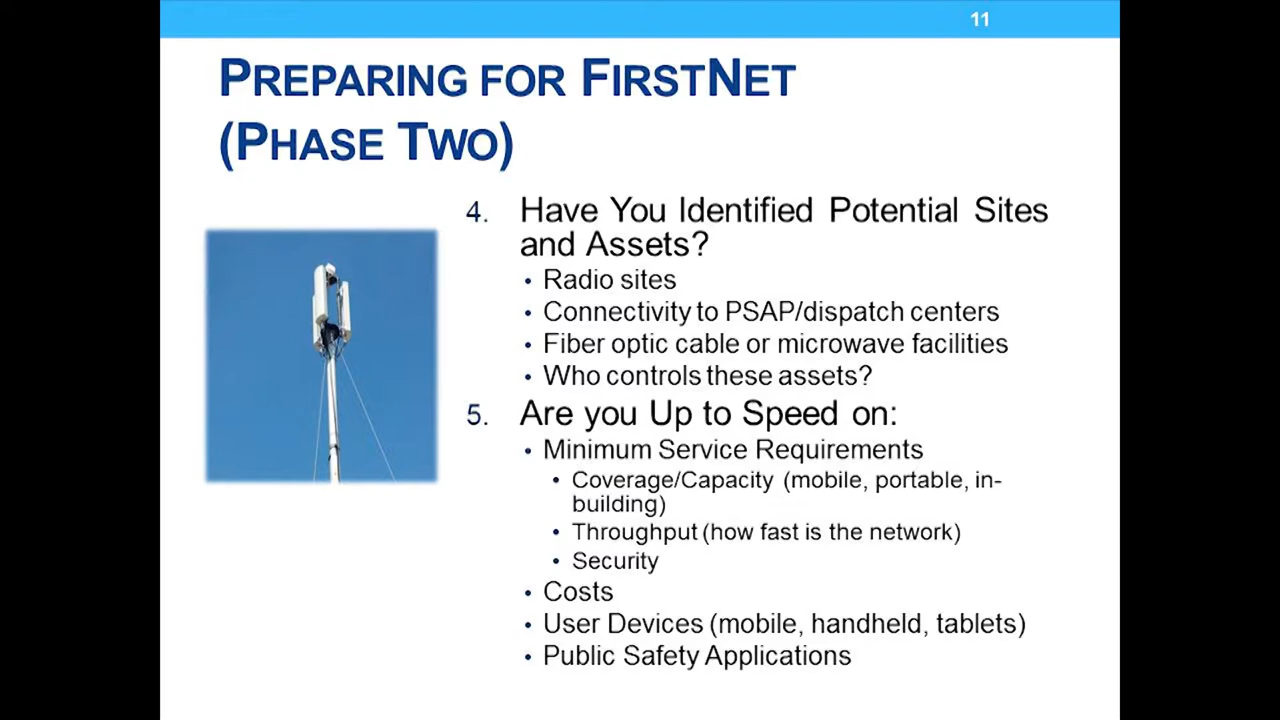 11
PREPARING FOR FIRSTNET
(PHASE TWO)
4. Have You Identified Potential Sites
and Assets?
• Radio sites
• Connectivity to PSAP/dispatch centers
• Fiber optic cable or microwave facilities
• Who controls these assets?
5. Are you Up to Speed on:
• Minimum Service Requirements
• Coverage/Capacity (mobile, portable, in-
building)
• Throughput (how fast is the network)
• Security
• Costs
• User Devices (mobile, handheld, tablets)
• Public Safety Applications